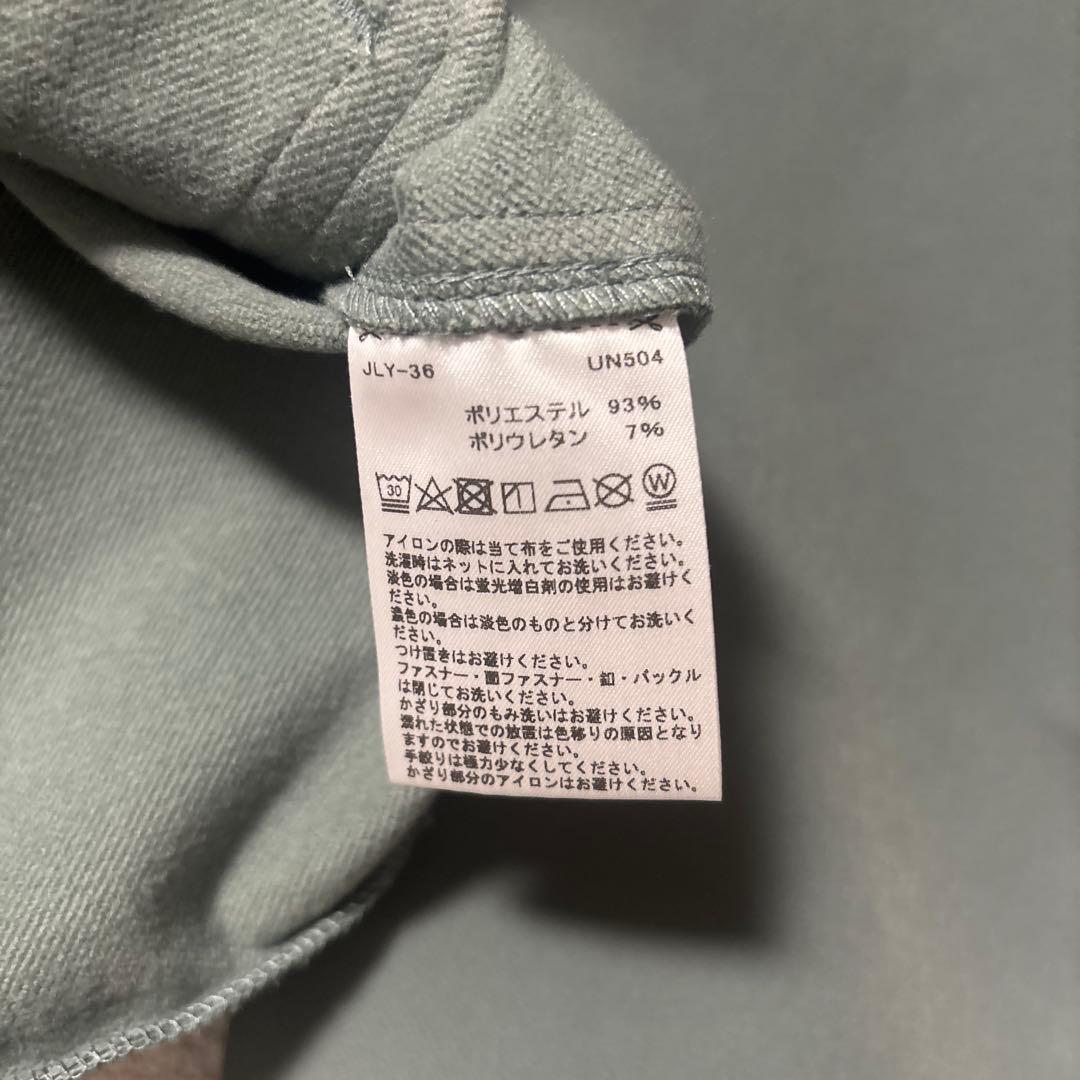 JLY-36 UN504
ポリエステル 93%
ポリウレタン 7%
30 W
アイロンの際は当て布をご使用ください。
洗濯時はネットに入れてお洗いください。
淡色の場合は蛍光増白剤の使用はお避けく
ださい。
濃色の場合は淡色のものと分けてお洗いく
ださい。
つけ置きはお避けください。
ファスナー・面ファスナー・釦・バックル
は閉じてお洗いください。
かざり部分のもみ洗いはお避けください。
濡れた状態での放置は色移りの原因となり
ますのでお避けください。
手絞りは極力少なくしてください。
かざり部分のアイロンはお避けください。